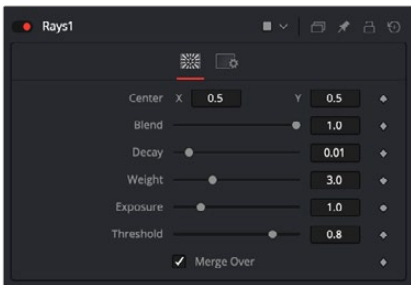 Rays1
Center X 0.5 Y 0.5
Blend 1.0
Decay 0.01
Weight 3.0
Exposure 1.0
Threshold 0.8
Merge Over